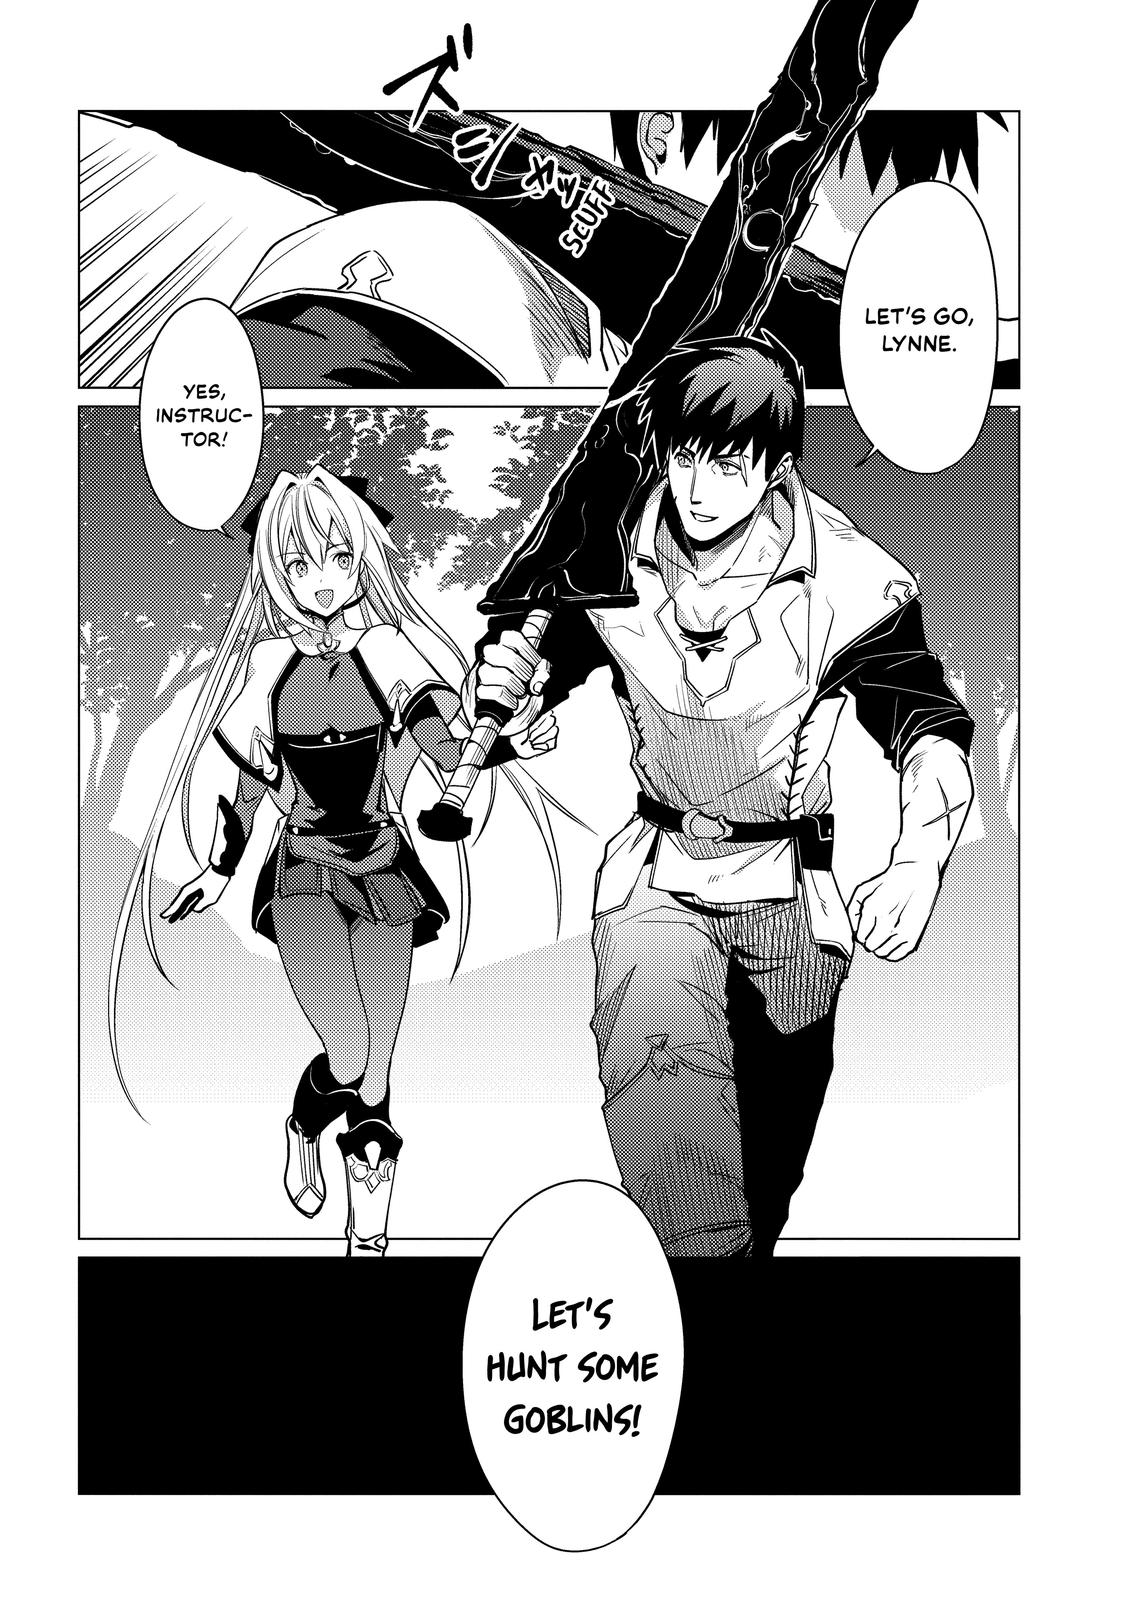 ズ
シャッ
SCUFF
LET'S GO,
LYNNE.
YES,
INSTRUC-
TOR!
LET'S
HUNT SOME
GOBLINS!